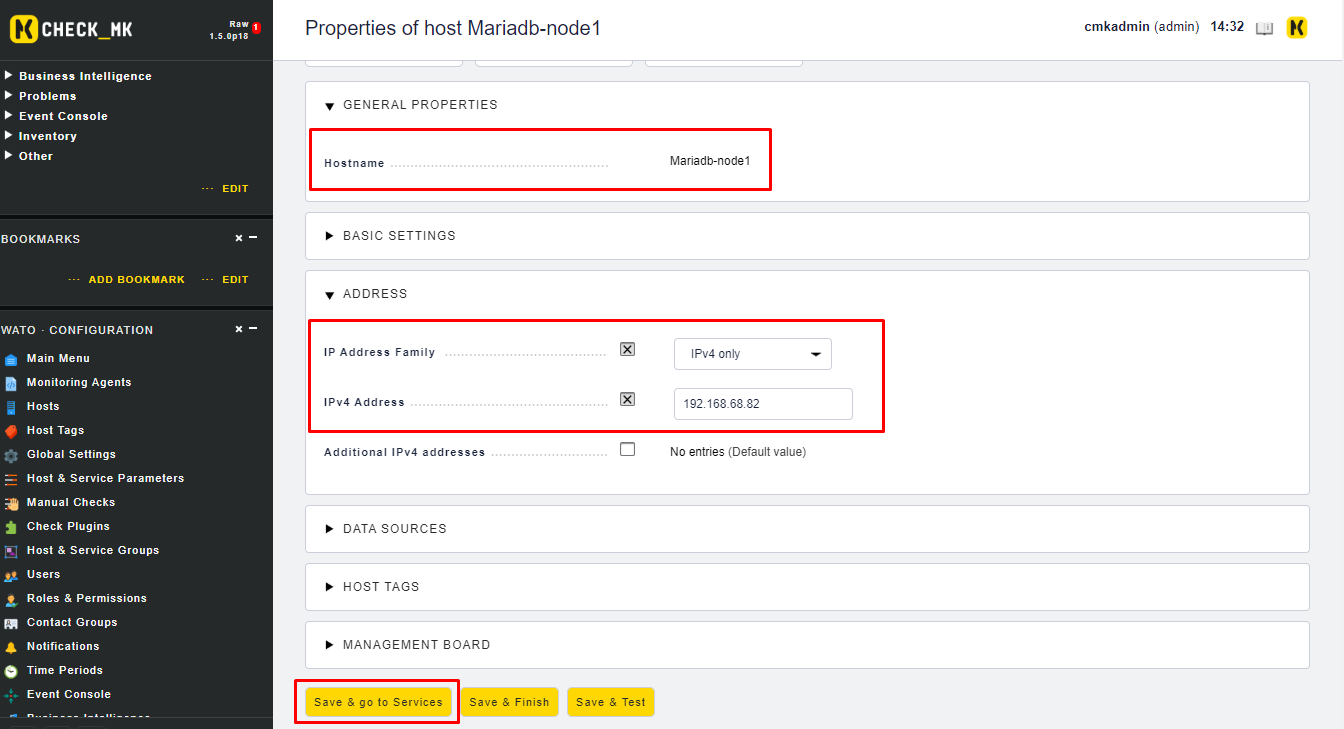 CHECK_MK
Raw
1.5.0p18
1
Properties of host Mariadb-node1
cmkadmin (admin) 14:32
Business Intelligence
Problems
Event Console
Inventory
Other
EDIT
BOOKMARKS
ADD BOOKMARK
EDIT
WATO · CONFIGURATION
Main Menu
Monitoring Agents
Hosts
Host Tags
Global Settings
Host & Service Parameters
Manual Checks
Check Plugins
Host & Service Groups
Users
Roles & Permissions
Contact Groups
Notifications
Time Periods
Event Console
Business Intelligence
GENERAL PROPERTIES
Hostname Mariadb-node1
BASIC SETTINGS
ADDRESS
IP Address Family IPv4 only
IPv4 Address 192.168.68.82
Additional IPv4 addresses No entries (Default value)
DATA SOURCES
HOST TAGS
MANAGEMENT BOARD
Save & go to Services Save & Finish Save & Test